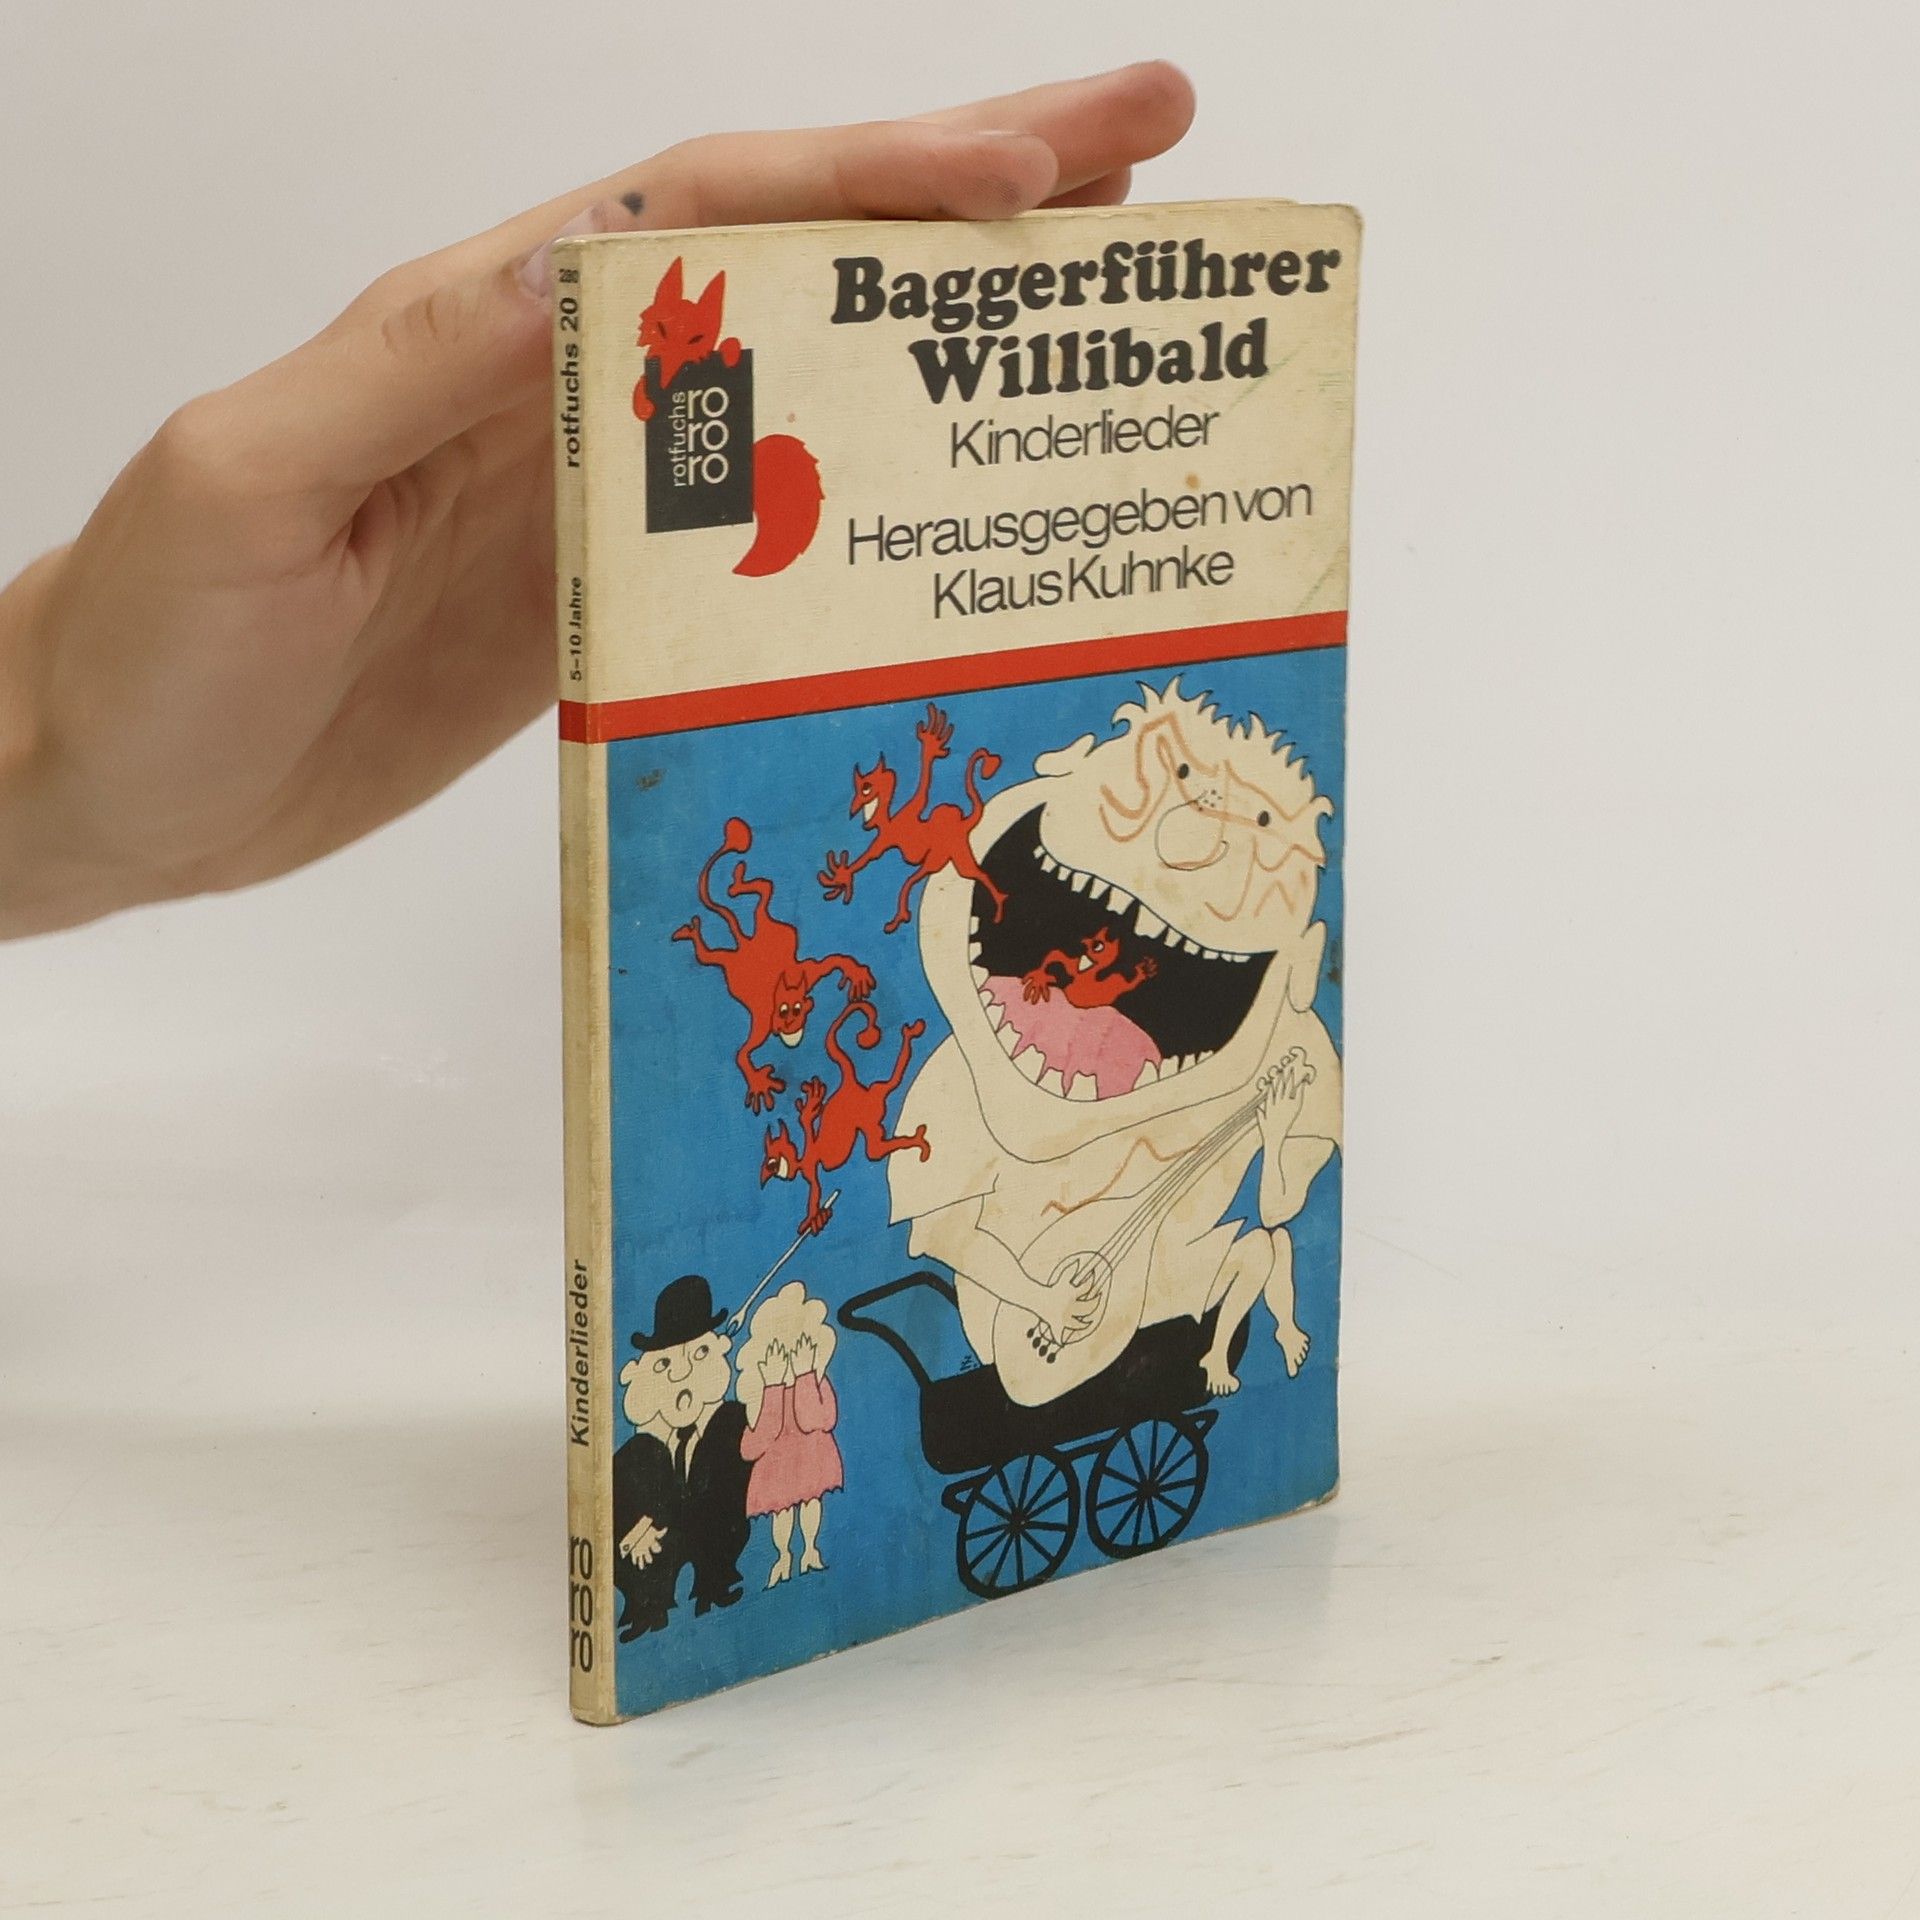 Baggerführer
Willibald
Kinderlieder
Herausgegeben von
Klaus Kuhnke
rotfuchs
ro
ro
ro
rotfuchs 20
5–10 Jahre
Kinderlieder
ro
ro
ro